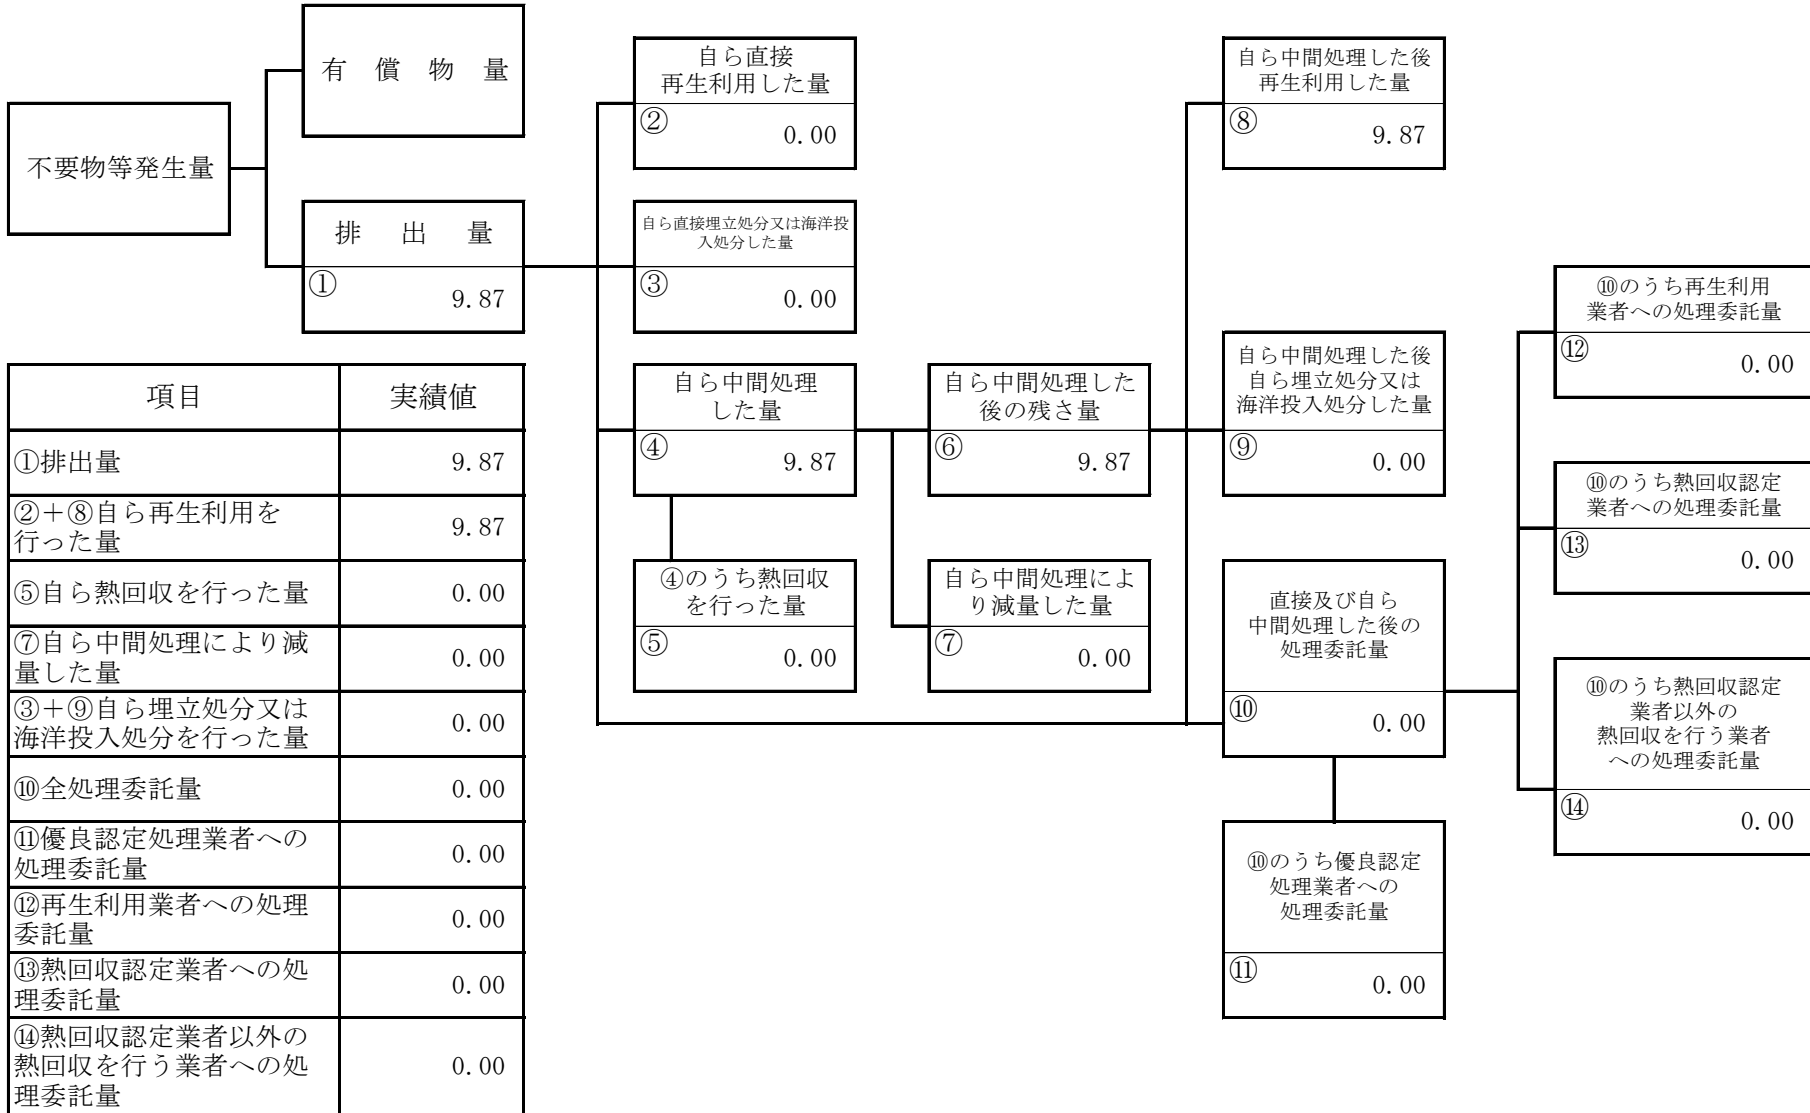 有 償 物 量
不要物等発生量
排 出 量
①
9.87
自ら直接
再生利用した量
②
0.00
自ら直接埋立処分又は海洋投
入処分した量
③
0.00
自ら中間処理
した量
④
9.87
④のうち熱回収
を行った量
⑤
0.00
自ら中間処理した
後の残さ量
⑥
9.87
自ら中間処理によ
り減量した量
⑦
0.00
自ら中間処理した後
再生利用した量
⑧
9.87
自ら中間処理した後
自ら埋立処分又は
海洋投入処分した量
⑨
0.00
直接及び自ら
中間処理した後の
処理委託量
⑩
0.00
⑩のうち優良認定
処理業者への
処理委託量
⑪
0.00
⑩のうち再生利用
業者への処理委託量
⑫
0.00
⑩のうち熱回収認定
業者への処理委託量
⑬
0.00
⑩のうち熱回収認定
業者以外の
熱回収を行う業者
への処理委託量
⑭
0.00
項目 実績値
①排出量 9.87
②+⑧自ら再生利用を
行った量 9.87
⑤自ら熱回収を行った量 0.00
⑦自ら中間処理により減
量した量 0.00
③+⑨自ら埋立処分又は
海洋投入処分を行った量 0.00
⑩全処理委託量 0.00
⑪優良認定処理業者への
処理委託量 0.00
⑫再生利用業者への処理
委託量 0.00
⑬熱回収認定業者への処
理委託量 0.00
⑭熱回収認定業者以外の
熱回収を行う業者への処
理委託量 0.00